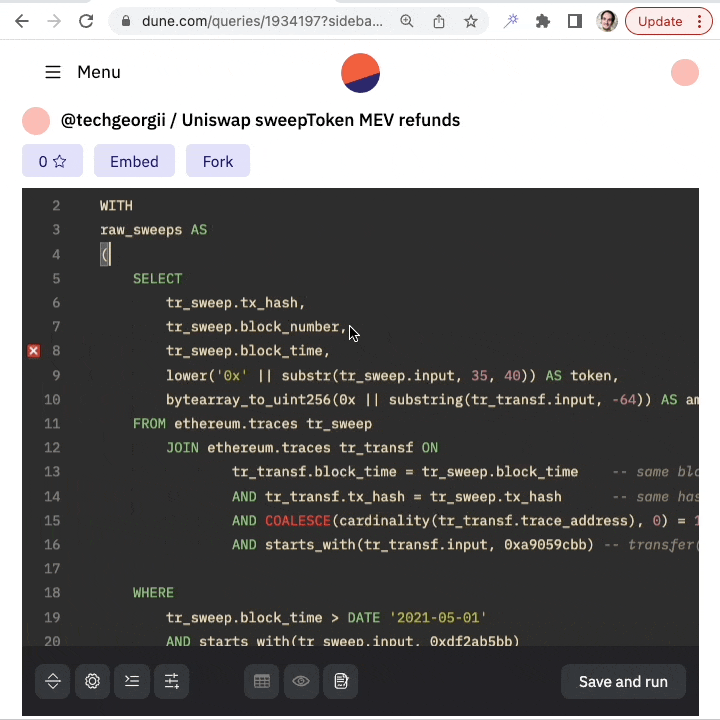 dune.com/queries/1934197?sideba...
Update
Menu
@techgeorgii / Uniswap sweepToken MEV refunds
0
Embed
Fork
2 WITH
3 raw_sweeps AS
4 (
5 SELECT
6 tr_sweep.tx_hash,
7 tr_sweep.block_number,
8 tr_sweep.block_time,
9 lower('0x' || substr(tr_sweep.input, 35, 40)) AS token,
10 bytearray_to_uint256(0x || substring(tr_transf.input, -64)) AS am
11 FROM ethereum.traces tr_sweep
12 JOIN ethereum.traces tr_transf ON
13 tr_transf.block_time = tr_sweep.block_time -- same blo
14 AND tr_transf.tx_hash = tr_sweep.tx_hash -- same has
15 AND COALESCE(cardinality(tr_transf.trace_address), 0) = 1
16 AND starts_with(tr_transf.input, 0xa9059cbb) -- transfer(
17
18 WHERE
19 tr_sweep.block_time > DATE '2021-05-01'
20 AND starts_with(tr_sweep.input, 0xdf2ab5bb)
Save and run